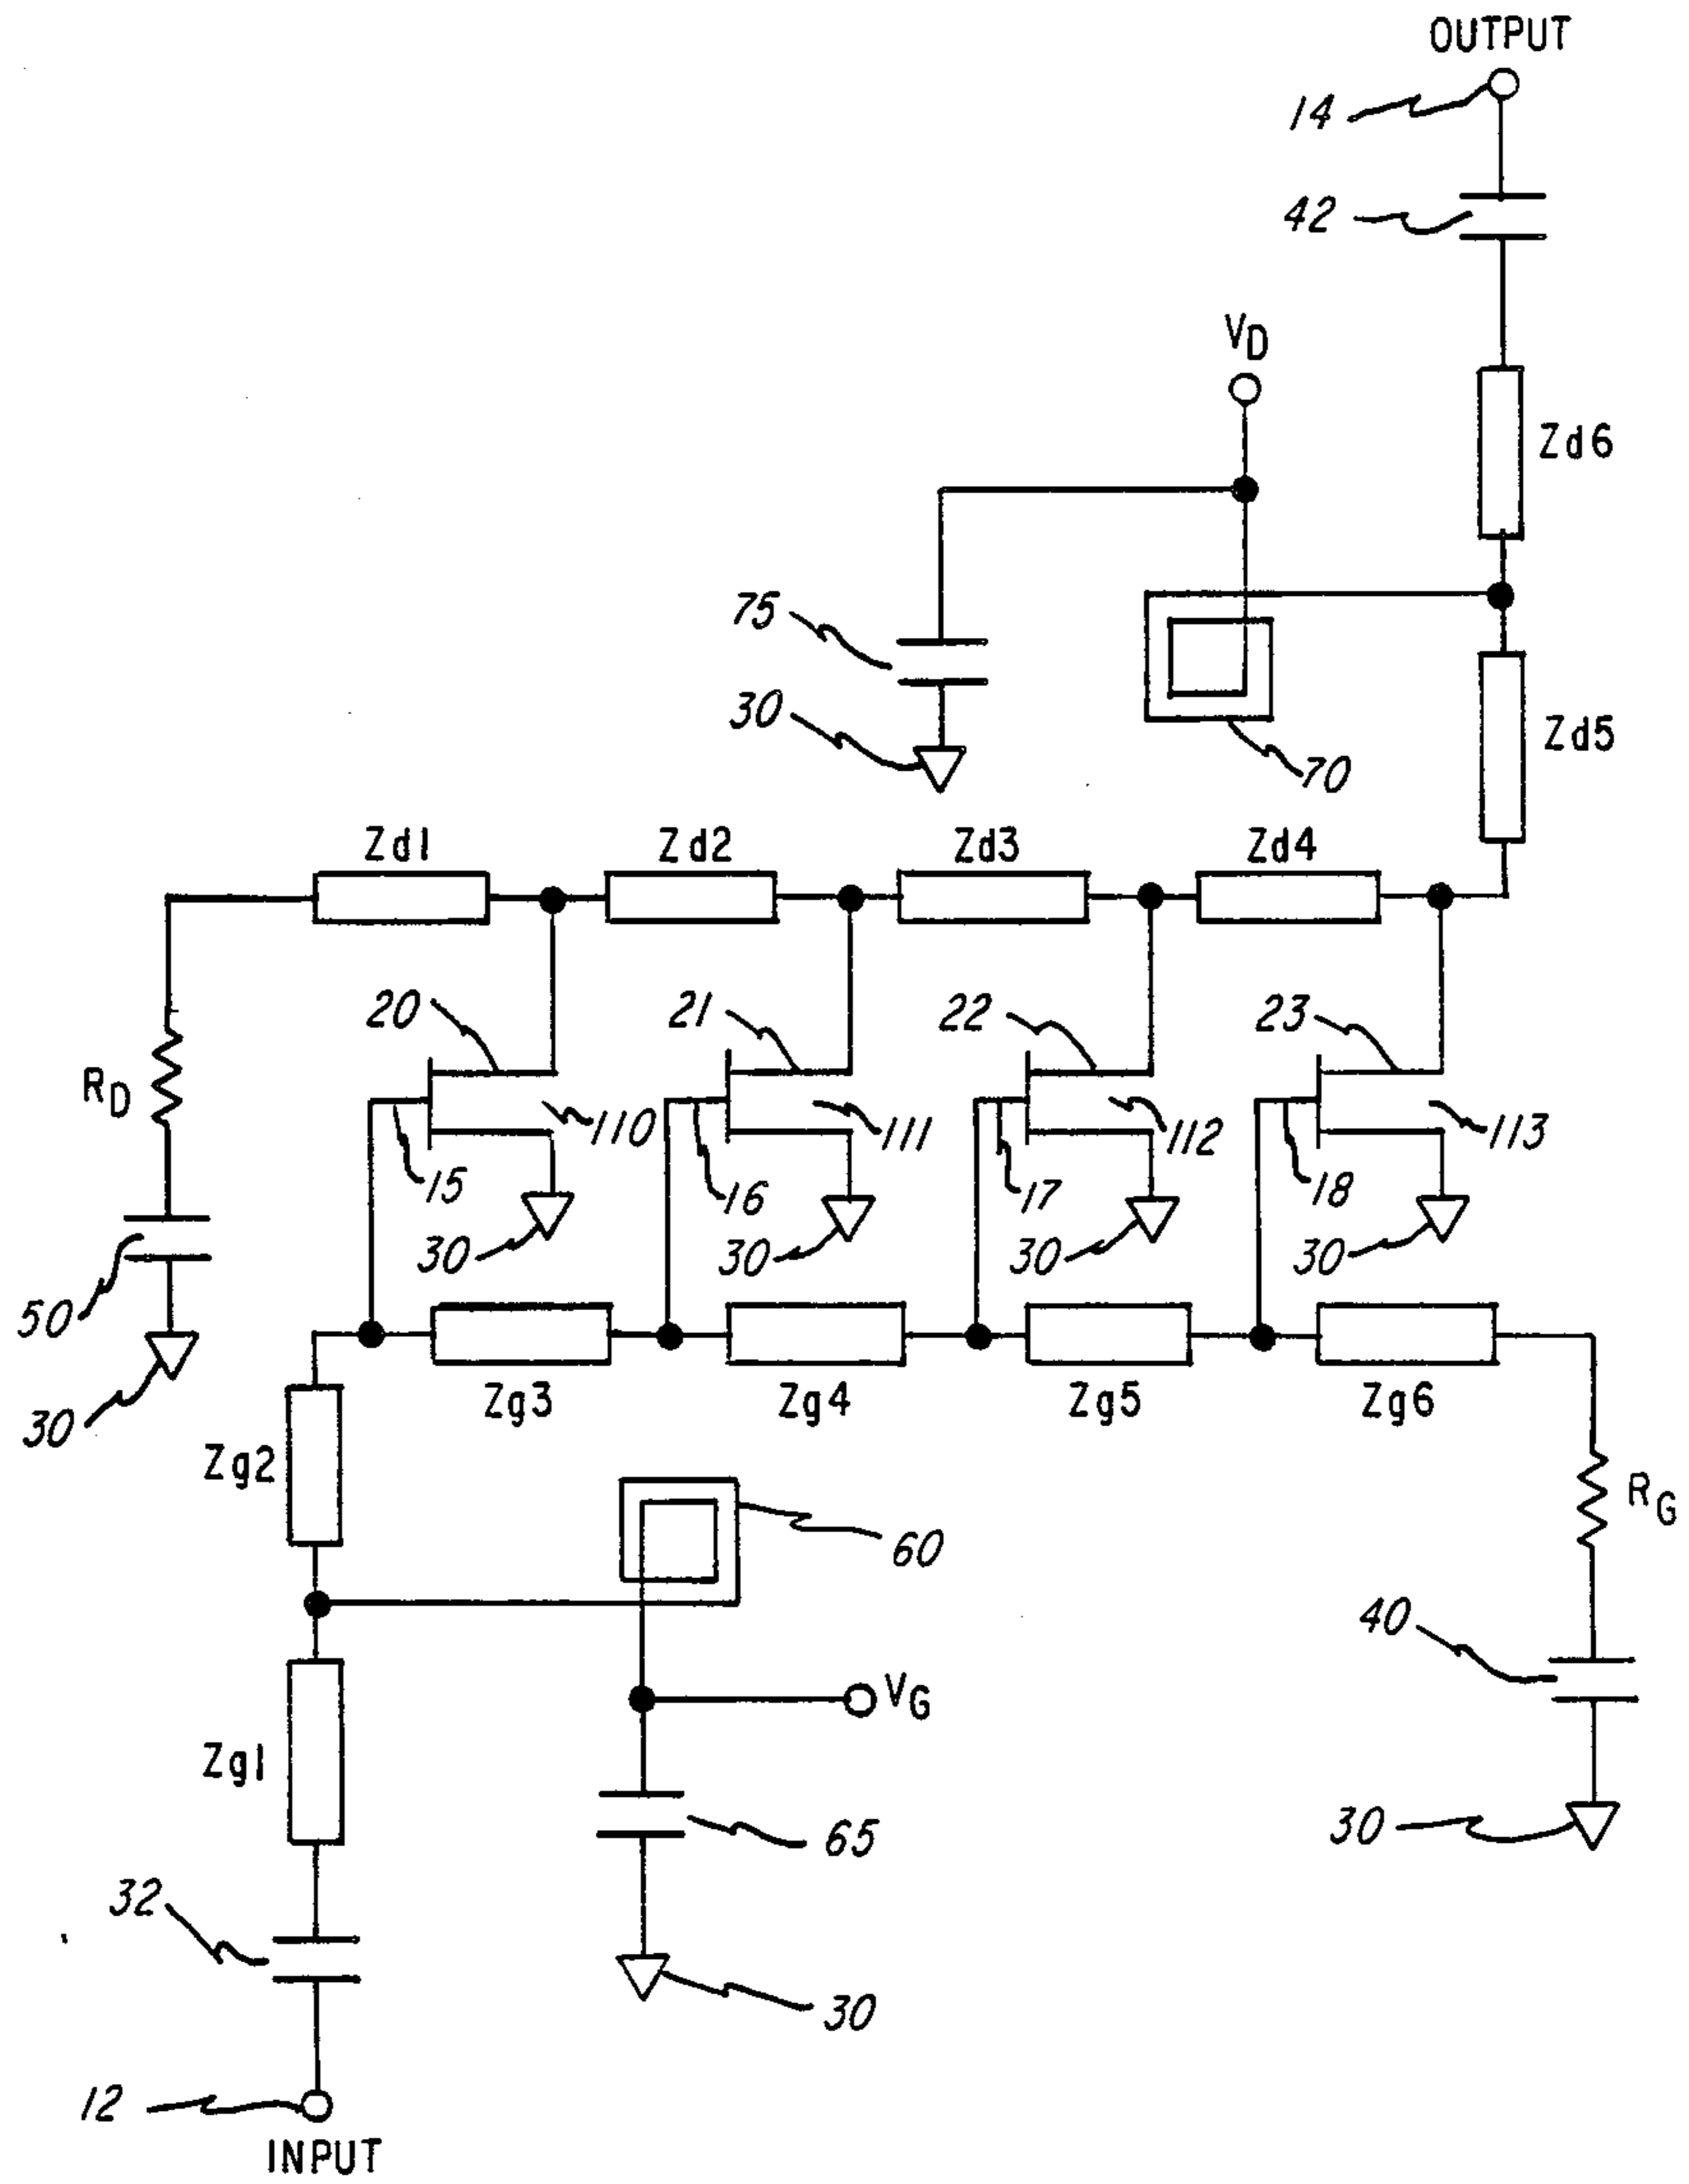 OUTPUT
14
42
VD
Zd6
75
30
70
Zd5
Zd1 Zd2 Zd3 Zd4
20 21 22 23
RD
110 111 112 113
15 16 17 18
30 30 30 30
50
30
Zg3 Zg4 Zg5 Zg6
Zg2
RG
60
40
VG
Zg1
65
30
32
30
12
INPUT